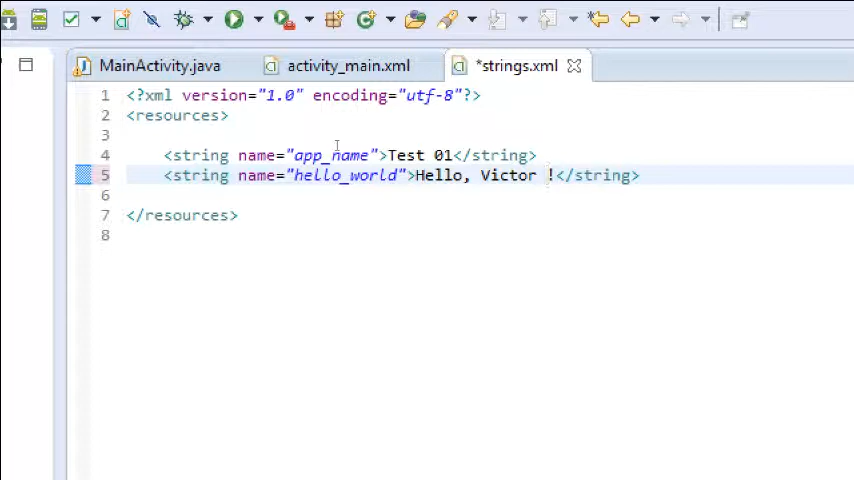 MainActivity.java activity_main.xml *strings.xml
1 <?xml version="1.0" encoding="utf-8"?>
2 <resources>
3
4 <string name="app_name">Test 01</string>
5 <string name="hello_world">Hello, Victor !</string>
6
7 </resources>
8